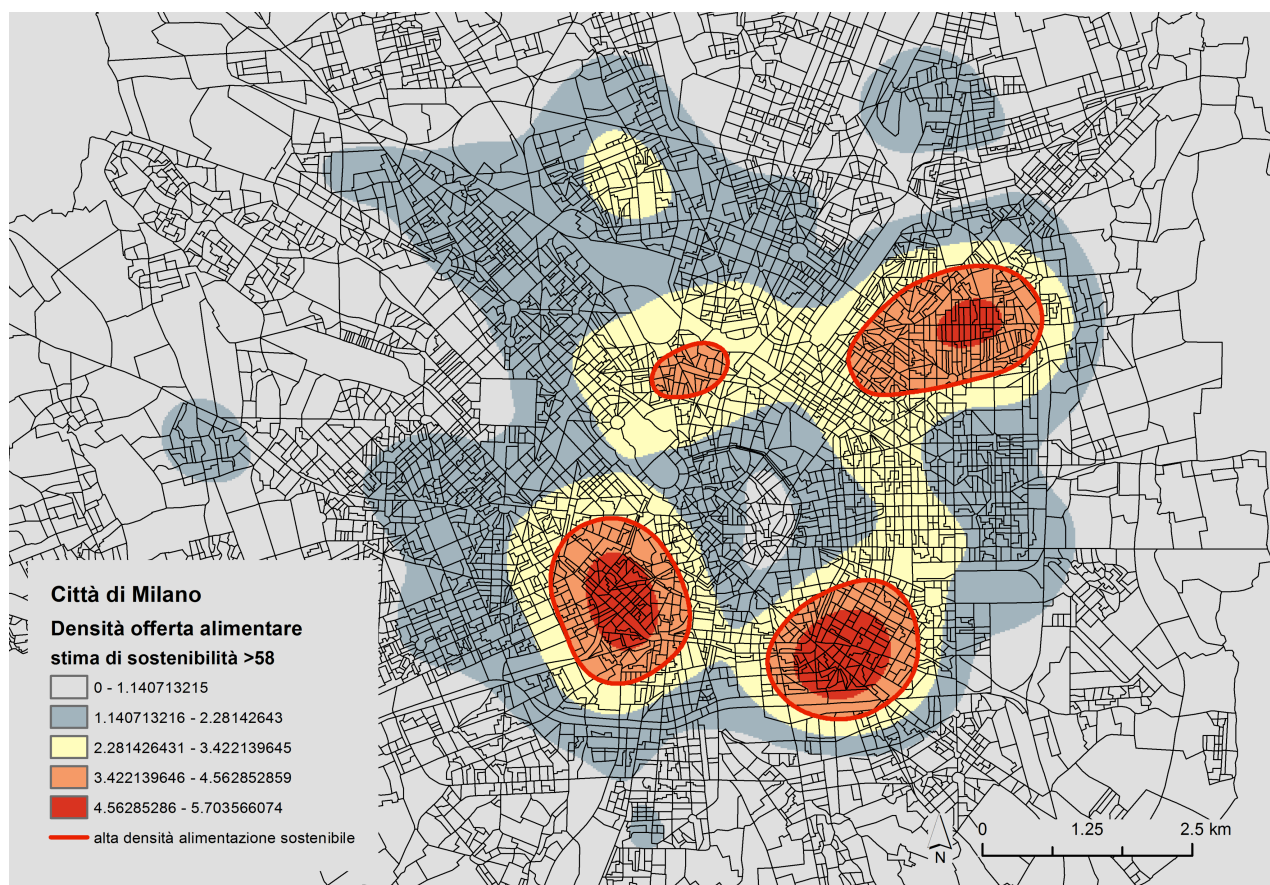 Città di Milano
Densità offerta alimentare
stima di sostenibilità >58
0 - 1.140713215
1.140713216 - 2.28142643
2.281426431 - 3.422139645
3.422139646 - 4.562852859
4.56285286 - 5.703566074
alta densità alimentazione sostenibile
N
0 1.25 2.5 km